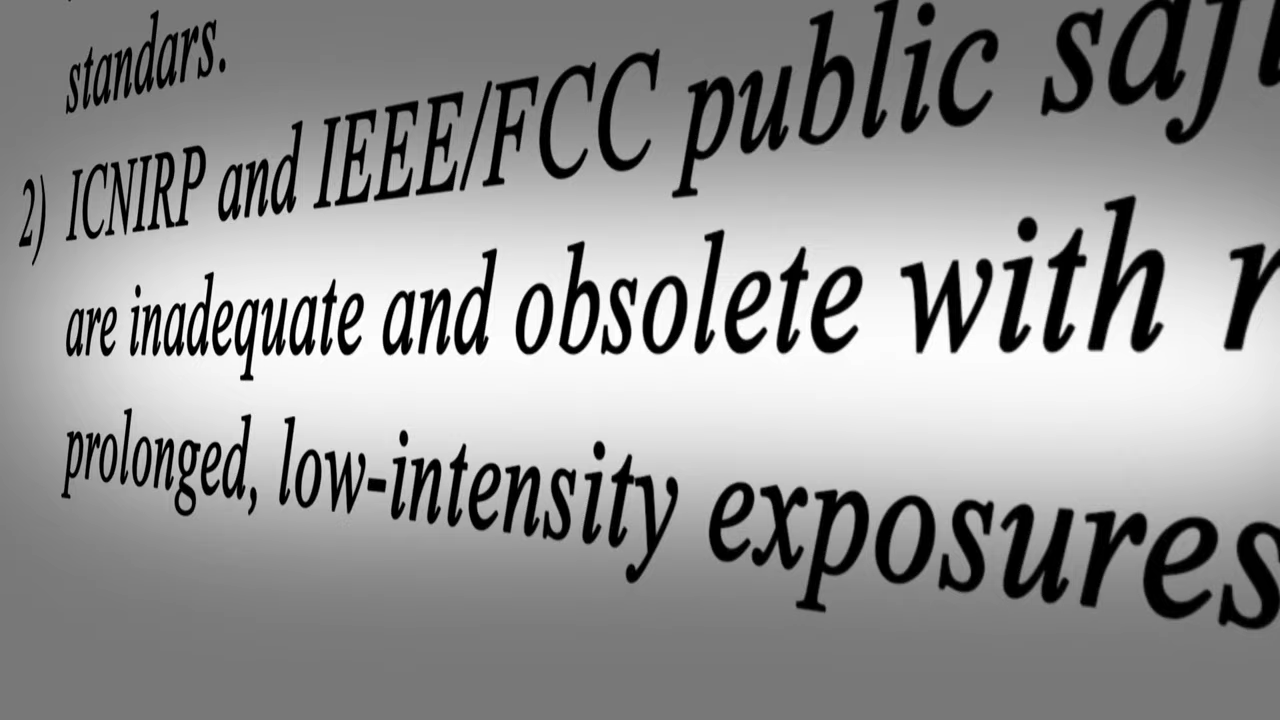 standars.
2) ICNIRP and IEEE/FCC public
are inadequate and obsolete with
prolonged, low-intensity exposures